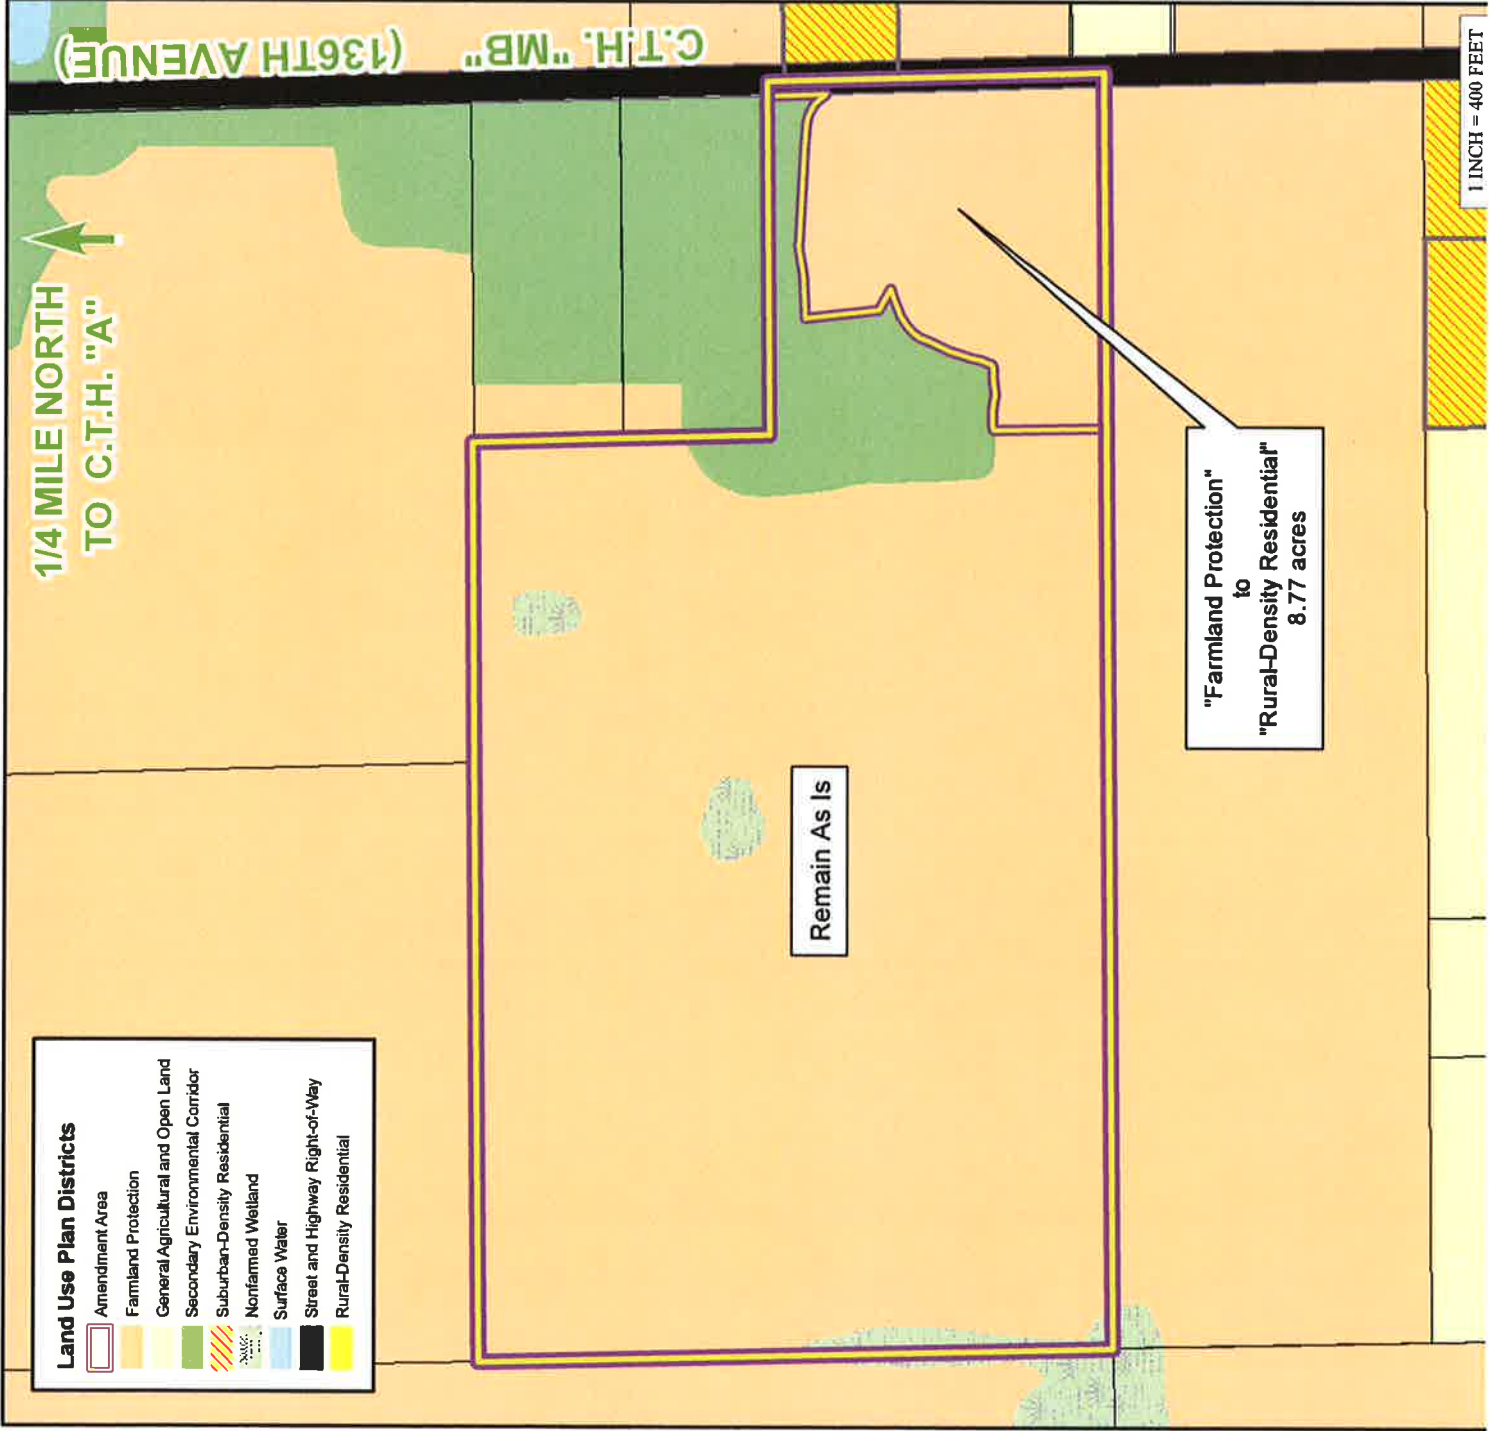 C.T.H. "MB" (136TH AVENUE)
1/4 MILE NORTH
TO C.T.H. "A"
Land Use Plan Districts
Amendment Area
Farmland Protection
General Agricultural and Open Land
Secondary Environmental Corridor
Suburban-Density Residential
Nonfarmed Wetland
Surface Water
Street and Highway Right-of-Way
Rural-Density Residential
Remain As Is
"Farmland Protection"
to
"Rural-Density Residential"
8.77 acres
1 INCH = 400 FEET